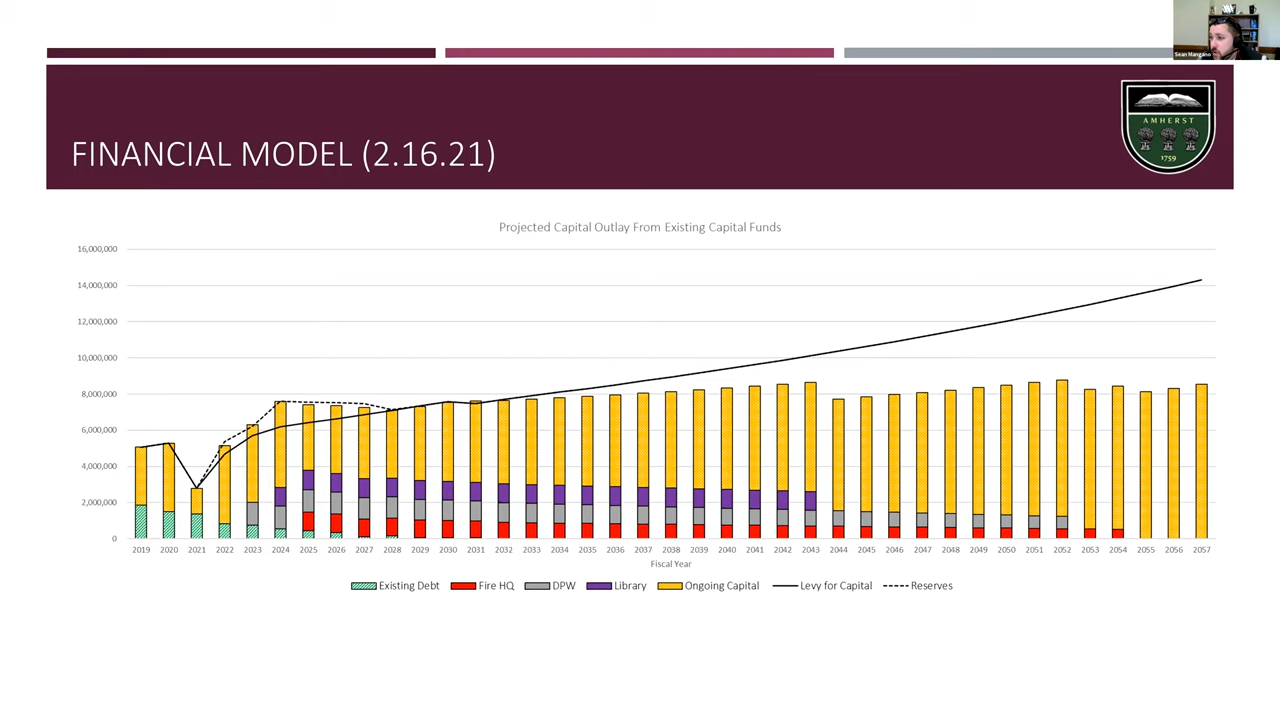 Sean Mangano
AMHERST
1759
FINANCIAL MODEL (2.16.21)
Projected Capital Outlay From Existing Capital Funds
16,000,000
14,000,000
12,000,000
10,000,000
8,000,000
6,000,000
4,000,000
2,000,000
0
2019 2020 2021 2022 2023 2024 2025 2026 2027 2028 2029 2030 2031 2032 2033 2034 2035 2036 2037 2038 2039 2040 2041 2042 2043 2044 2045 2046 2047 2048 2049 2050 2051 2052 2053 2054 2055 2056 2057
Fiscal Year
Existing Debt Fire HQ DPW Library Ongoing Capital Levy for Capital Reserves